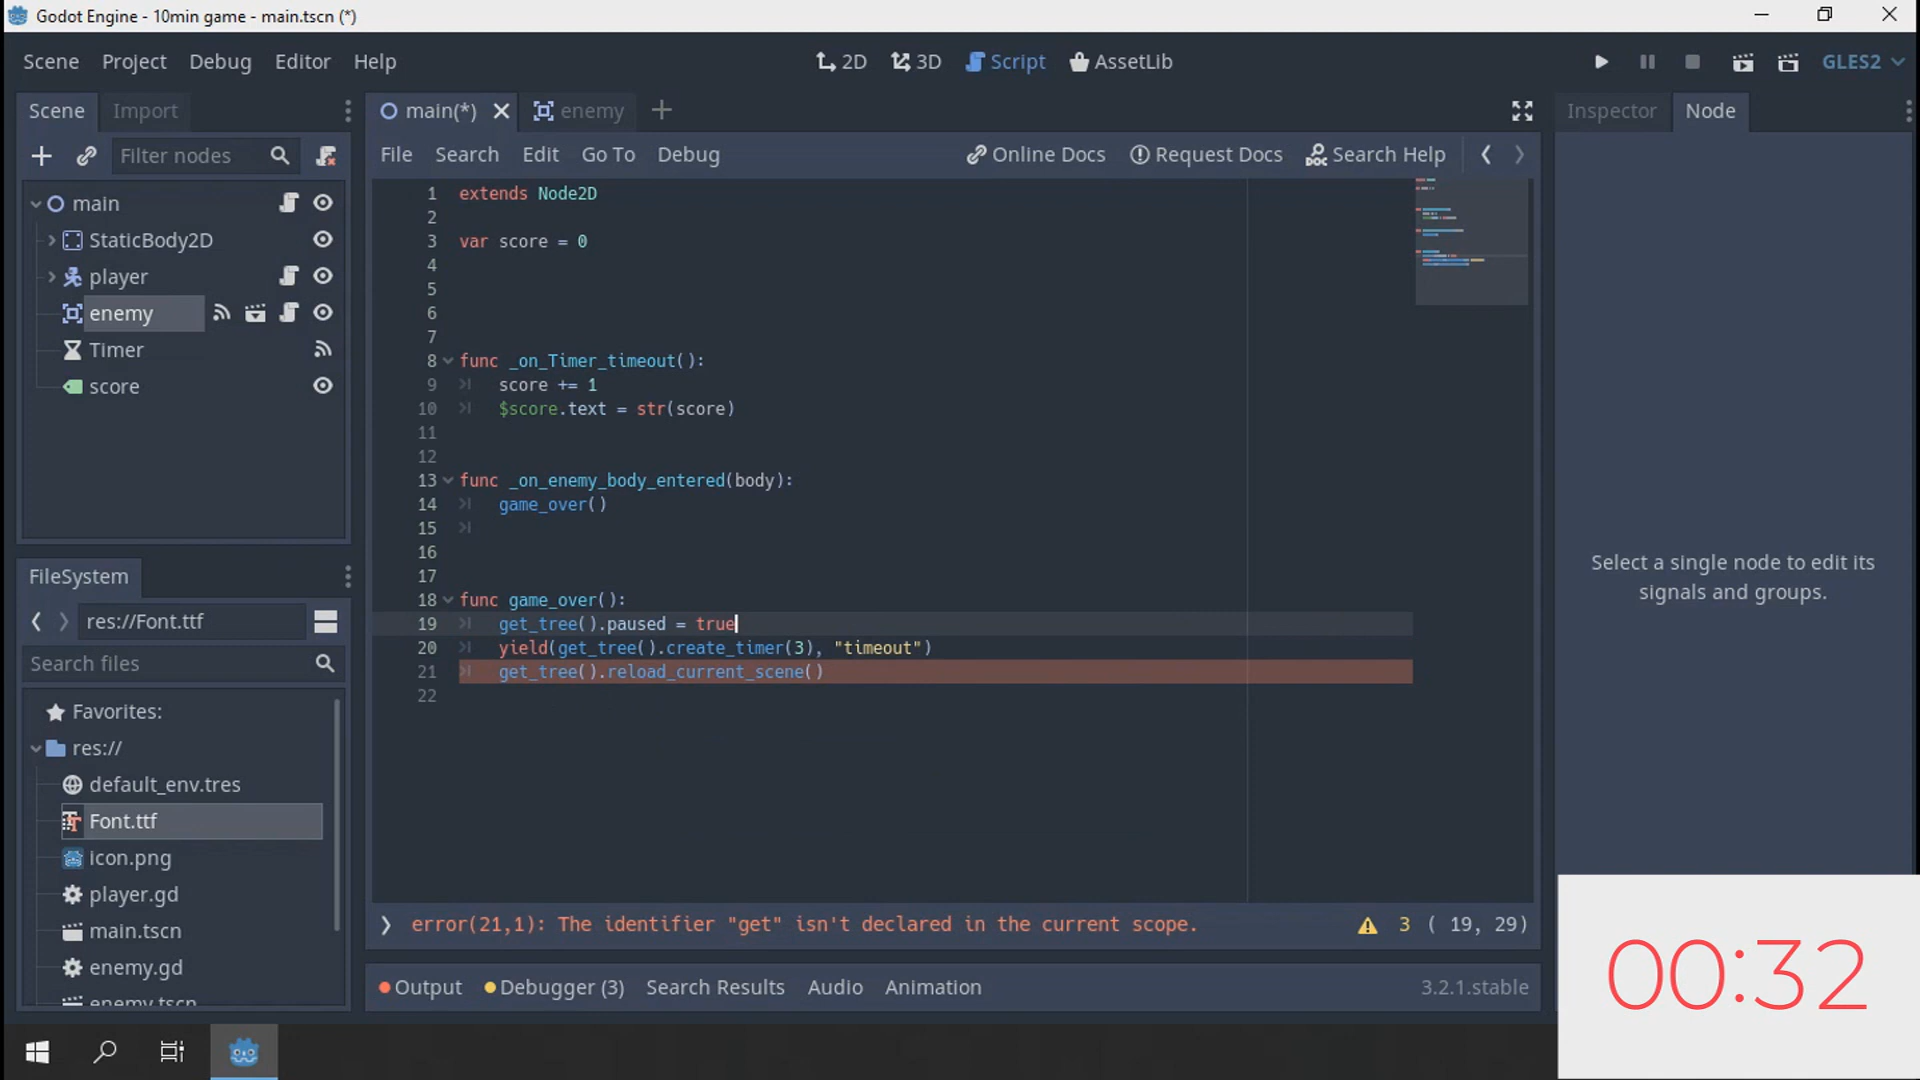 Godot Engine - 10min game - main.tscn (*)
Scene Project Debug Editor Help
2D 3D Script AssetLib
GLES2
Scene Import
Filter nodes
main
StaticBody2D
player
enemy
Timer
score
FileSystem
res://Font.ttf
Search files
Favorites:
res://
default_env.tres
Font.ttf
icon.png
player.gd
main.tscn
enemy.gd
enemy.tscn
main(*) enemy
File Search Edit Go To Debug
Online Docs Request Docs Search Help
1 extends Node2D
2
3 var score = 0
4
5
6
7
8 func _on_Timer_timeout():
9 score += 1
10 $score.text = str(score)
11
12
13 func _on_enemy_body_entered(body):
14 game_over()
15
16
17
18 func game_over():
19 get_tree().paused = true
20 yield(get_tree().create_timer(3), "timeout")
21 get_tree().reload_current_scene()
22
error(21,1): The identifier "get" isn't declared in the current scope.
3 ( 19, 29)
Output Debugger (3) Search Results Audio Animation
3.2.1.stable
Inspector Node
Select a single node to edit its
signals and groups.
00:32